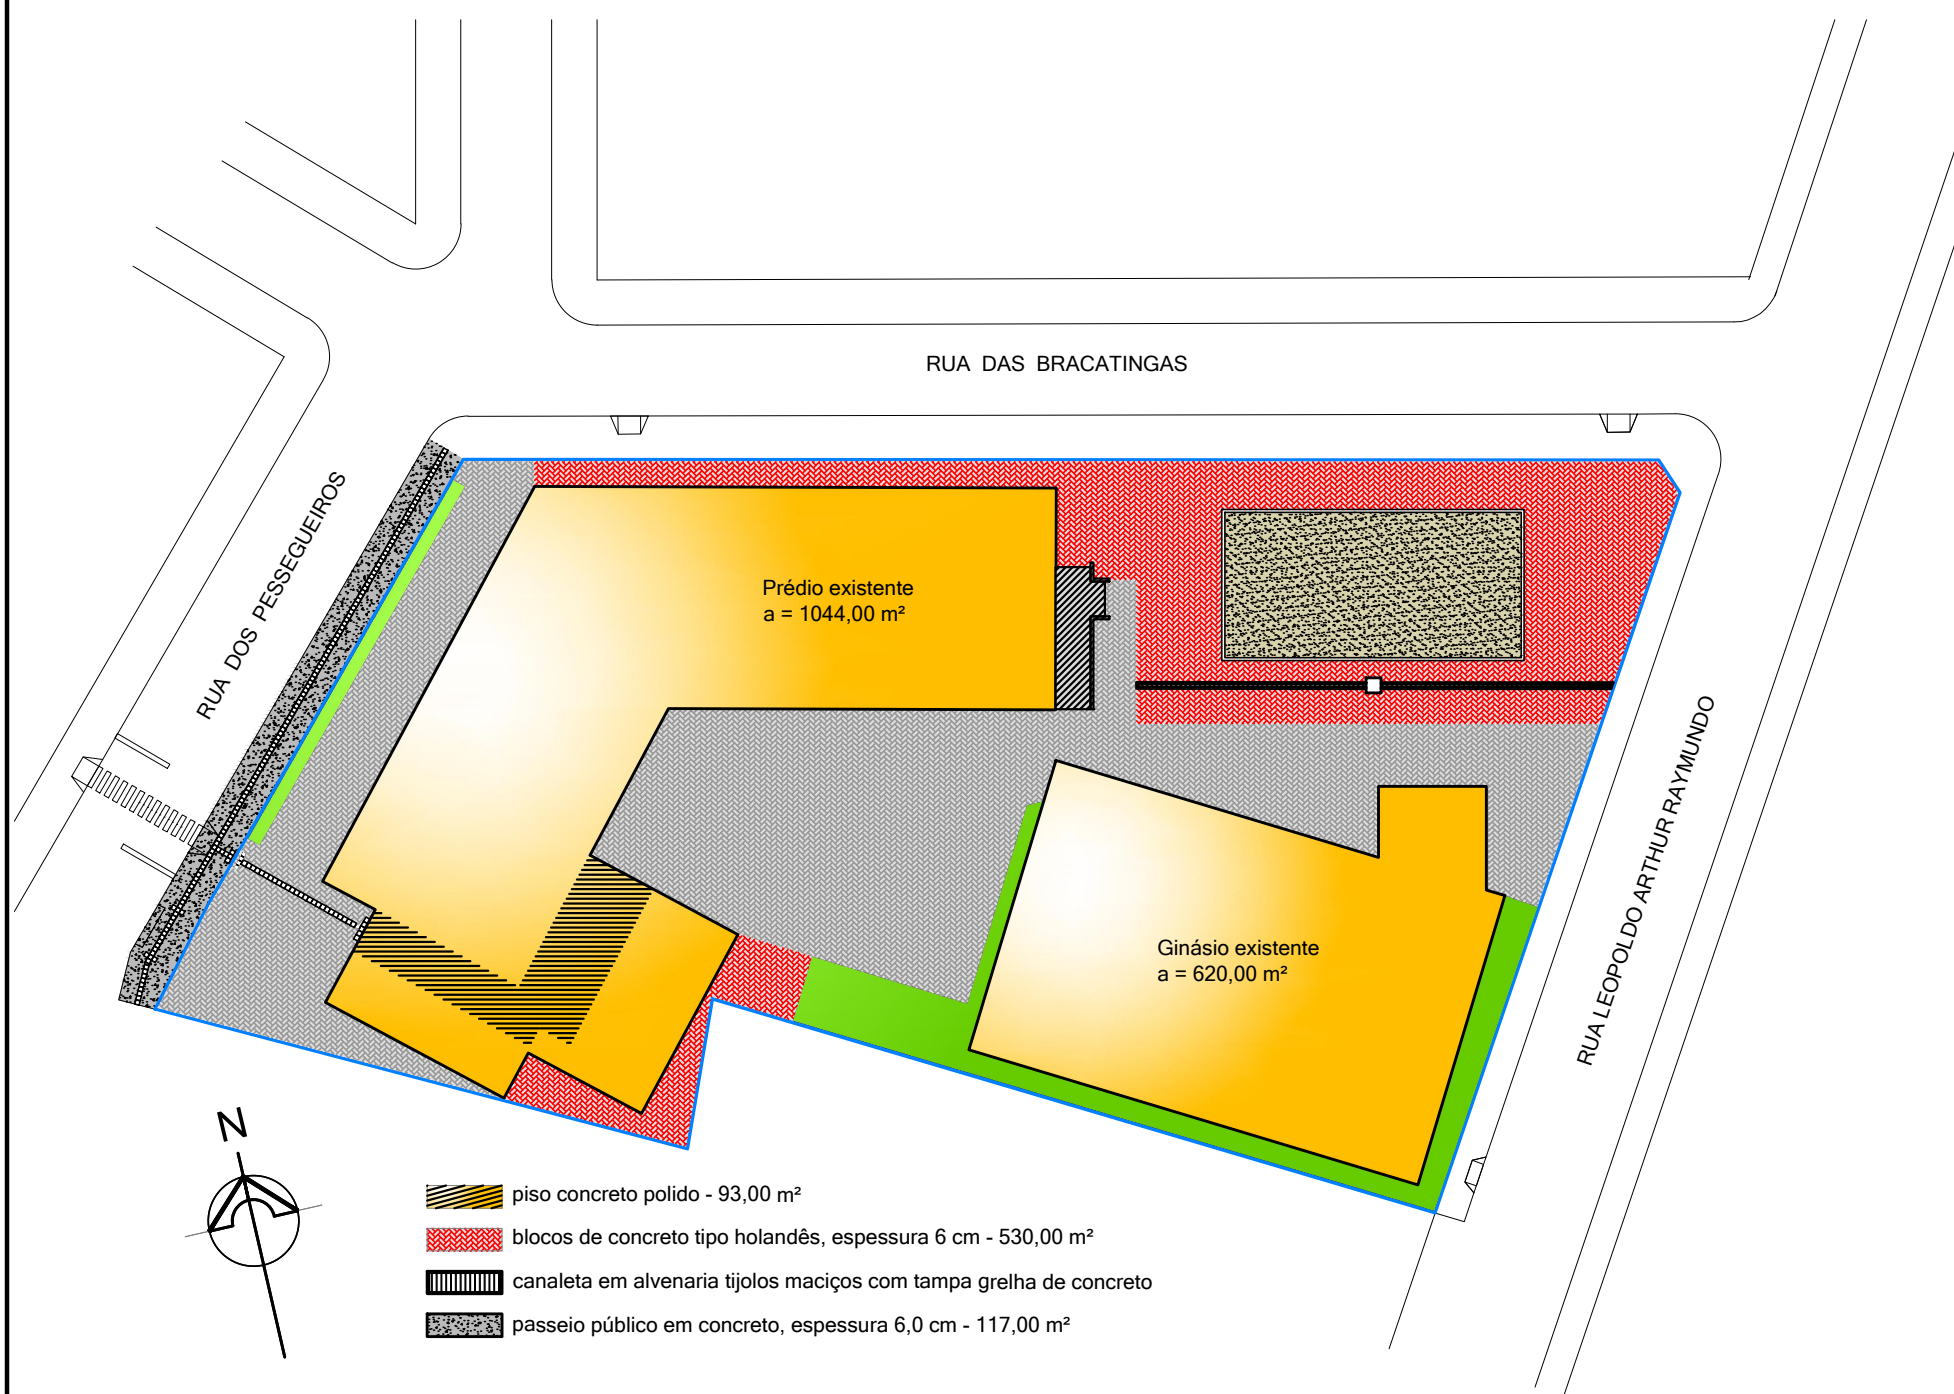 RUA DAS BRACATINGAS
RUA DOS PESSEGUEIROS
Prédio existente
a = 1044,00 m²
RUA LEOPOLDO ARTHUR RAYMUNDO
Ginásio existente
a = 620,00 m²
N
piso concreto polido - 93,00 m²
blocos de concreto tipo holandês, espessura 6 cm - 530,00 m²
canaleta em alvenaria tijolos maciços com tampa grelha de concreto
passeio público em concreto, espessura 6,0 cm - 117,00 m²